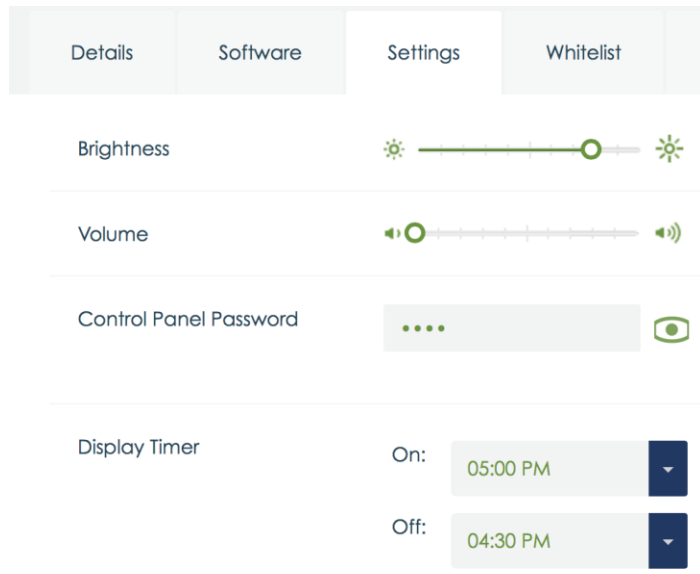 Details Software Settings Whitelist
Brightness
Volume
Control Panel Password
••••
Display Timer
On: 05:00 PM
Off: 04:30 PM